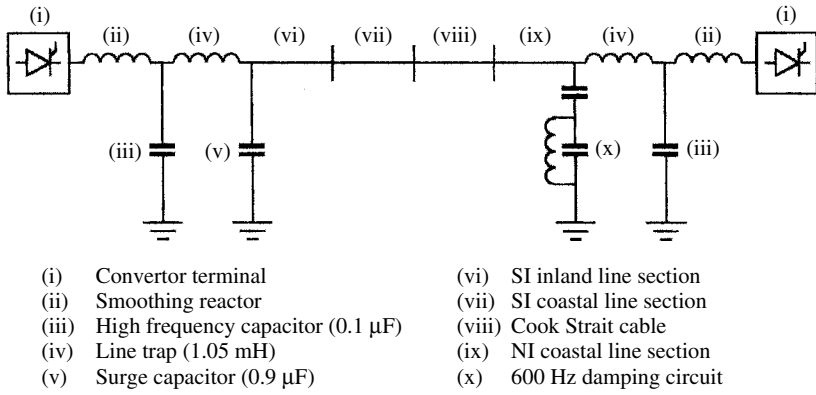 (i)
(ii)
(iv)
(vi)
(vii)
(viii)
(ix)
(iv)
(ii)
(i)
(iii)
(v)
(x)
(iii)
(i) Convertor terminal
(ii) Smoothing reactor
(iii) High frequency capacitor (0.1 μF)
(iv) Line trap (1.05 mH)
(v) Surge capacitor (0.9 μF)
(vi) SI inland line section
(vii) SI coastal line section
(viii) Cook Strait cable
(ix) NI coastal line section
(x) 600 Hz damping circuit